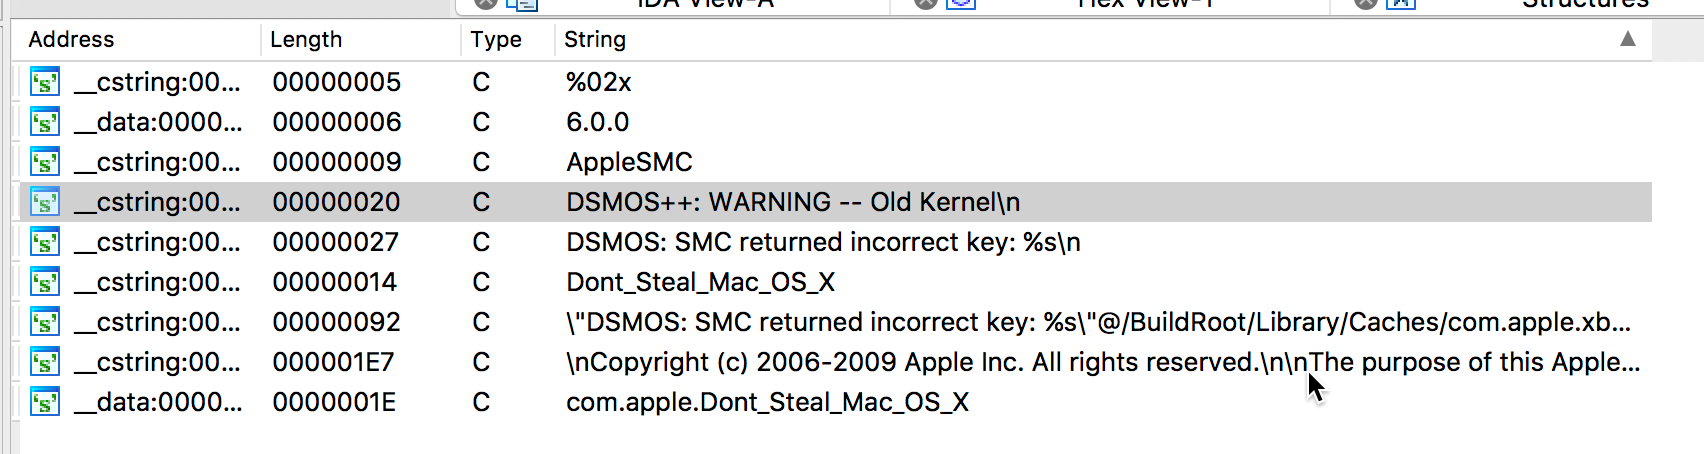 IDA View-A Hex View-1 Structures
Address Length Type String
__cstring:00... 00000005 C %02x
__data:0000... 00000006 C 6.0.0
__cstring:00... 00000009 C AppleSMC
__cstring:00... 00000020 C DSMOS++: WARNING -- Old Kernel\n
__cstring:00... 00000027 C DSMOS: SMC returned incorrect key: %s\n
__cstring:00... 00000014 C Dont_Steal_Mac_OS_X
__cstring:00... 00000092 C \"DSMOS: SMC returned incorrect key: %s\"@/BuildRoot/Library/Caches/com.apple.xb...
__cstring:00... 000001E7 C \nCopyright (c) 2006-2009 Apple Inc. All rights reserved.\n\nThe purpose of this Apple...
__data:0000... 0000001E C com.apple.Dont_Steal_Mac_OS_X